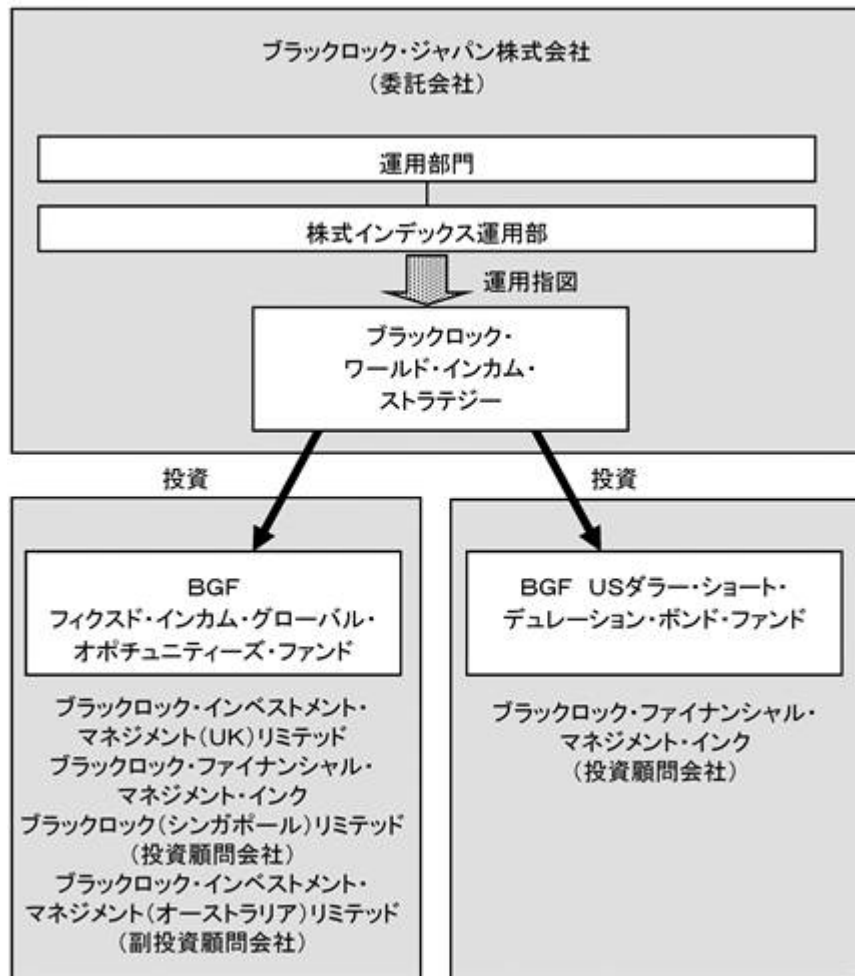 ブラックロック・ジャパン株式会社
（委託会社）
運用部門
株式インデックス運用部
運用指図
ブラックロック・
ワールド・インカム・
ストラテジー
投資
投資
BGF
フィクスド・インカム・グローバル・
オポチュニティーズ・ファンド
ブラックロック・インベストメント・
マネジメント（UK）リミテッド
ブラックロック・ファイナンシャル・
マネジメント・インク
ブラックロック（シンガポール）リミテッド
（投資顧問会社）
ブラックロック・インベストメント・
マネジメント（オーストラリア）リミテッド
（副投資顧問会社）
BGF USダラー・ショート・
デュレーション・ボンド・ファンド
ブラックロック・ファイナンシャル・
マネジメント・インク
（投資顧問会社）